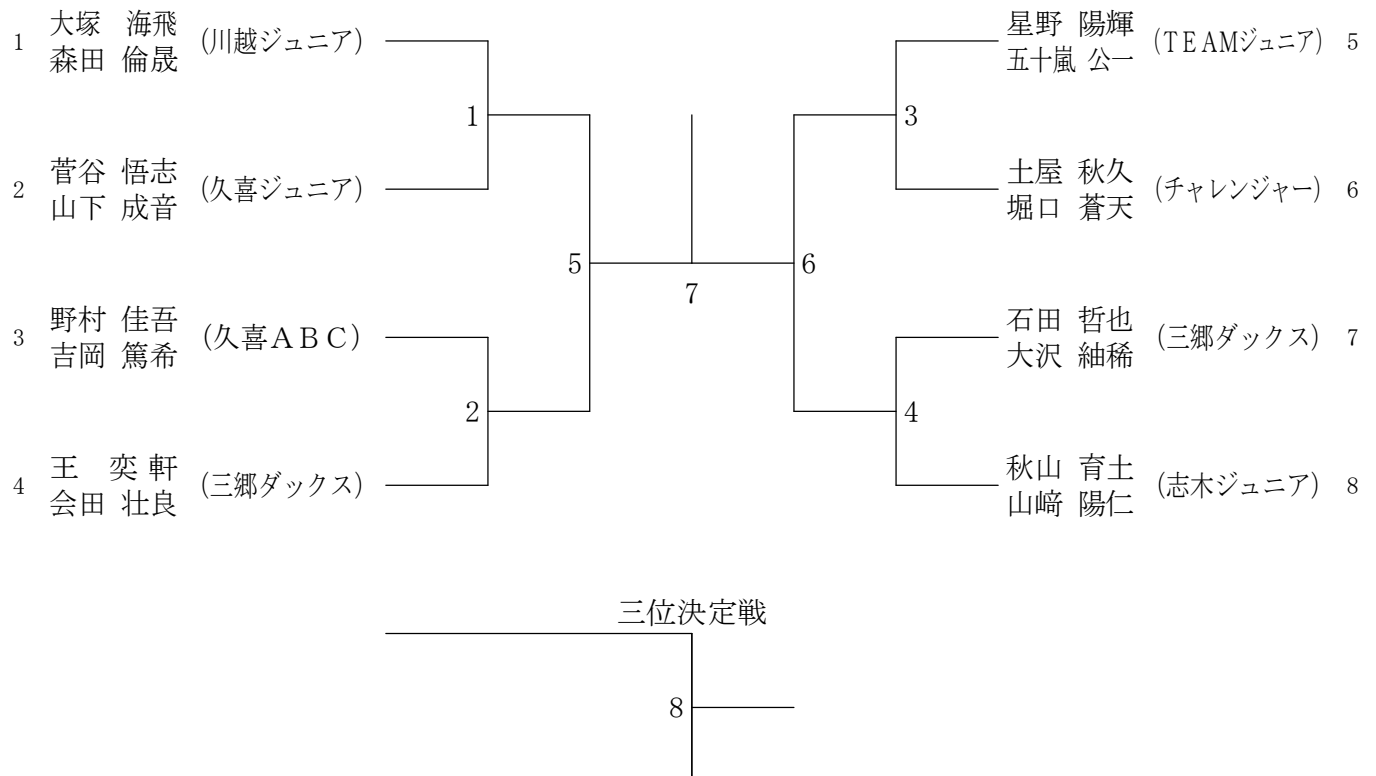 1 大塚 海飛 (川越ジュニア)
森田 倫晟
1
2 菅谷 悟志 (久喜ジュニア)
山下 成音
5
3 野村 佳吾 (久喜ABC)
吉岡 篤希
2
4 王 奕軒 (三郷ダックス)
会田 壮良
7
星野 陽輝 (TEAMジュニア) 5
五十嵐 公一
3
土屋 秋久 (チャレンジャー) 6
堀口 蒼天
6
石田 哲也 (三郷ダックス) 7
大沢 紬稀
4
秋山 育土 (志木ジュニア) 8
山﨑 陽仁
三位決定戦
8